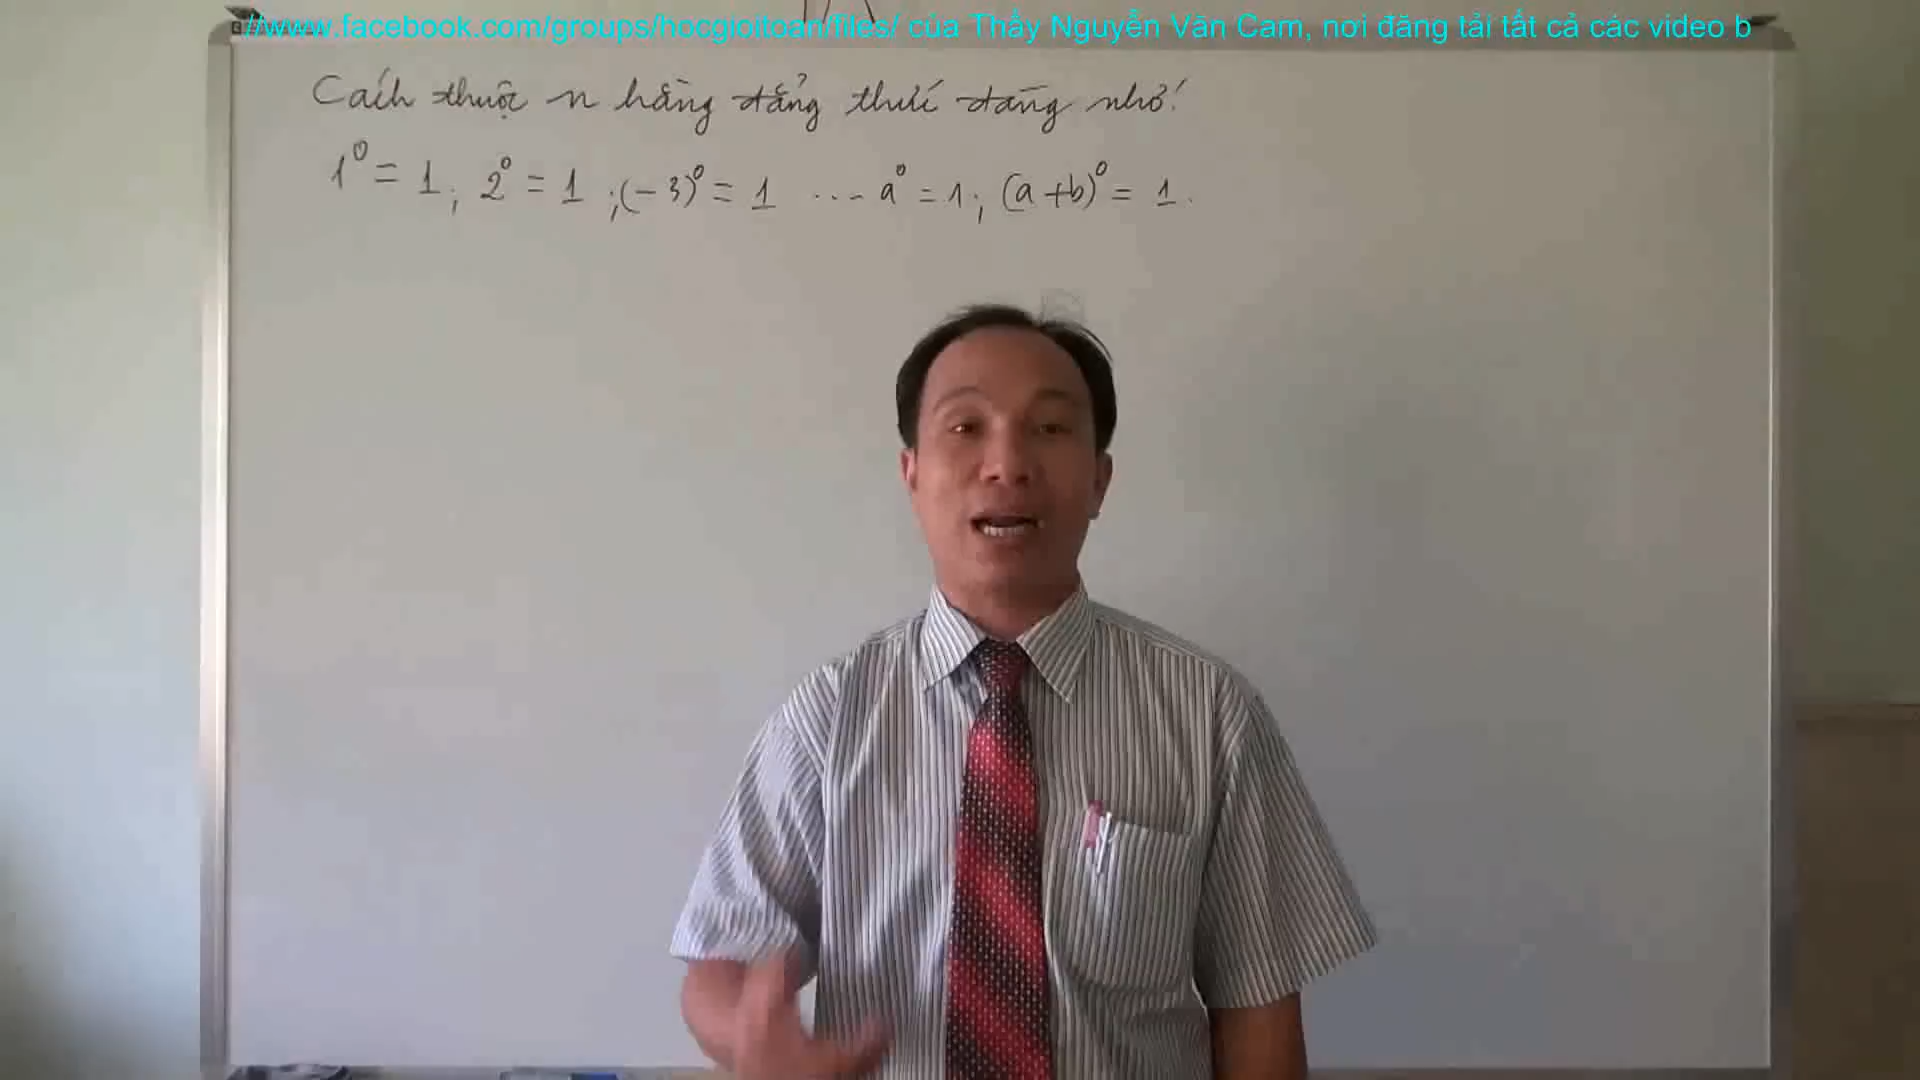 //www.facebook.com/groups/hocgioitoan/files/ của Thầy Nguyễn Văn Cam, nơi đăng tải tất cả các video b
Cách thuộc n hằng đẳng thức đáng nhớ!
1⁰ = 1; 2⁰ = 1; (-3)⁰ = 1 ... a⁰ = 1; (a+b)⁰ = 1.